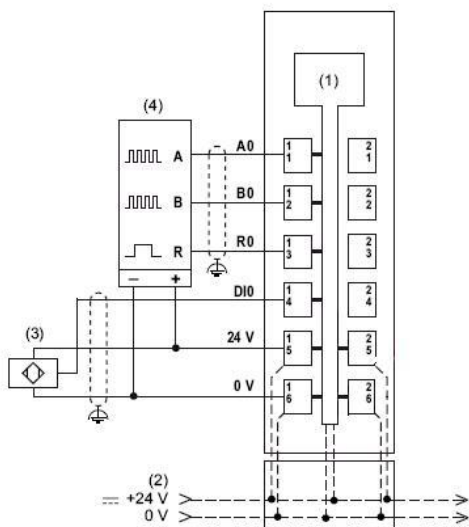 (1)
(4)
A A0 1 1 2 1
B B0 1 2 2 2
R R0 1 3 2 3
− +
DI0 1 4 2 4
(3)
24 V 1 5 2 5
0 V 1 6 2 6
(2)
+24 V
0 V